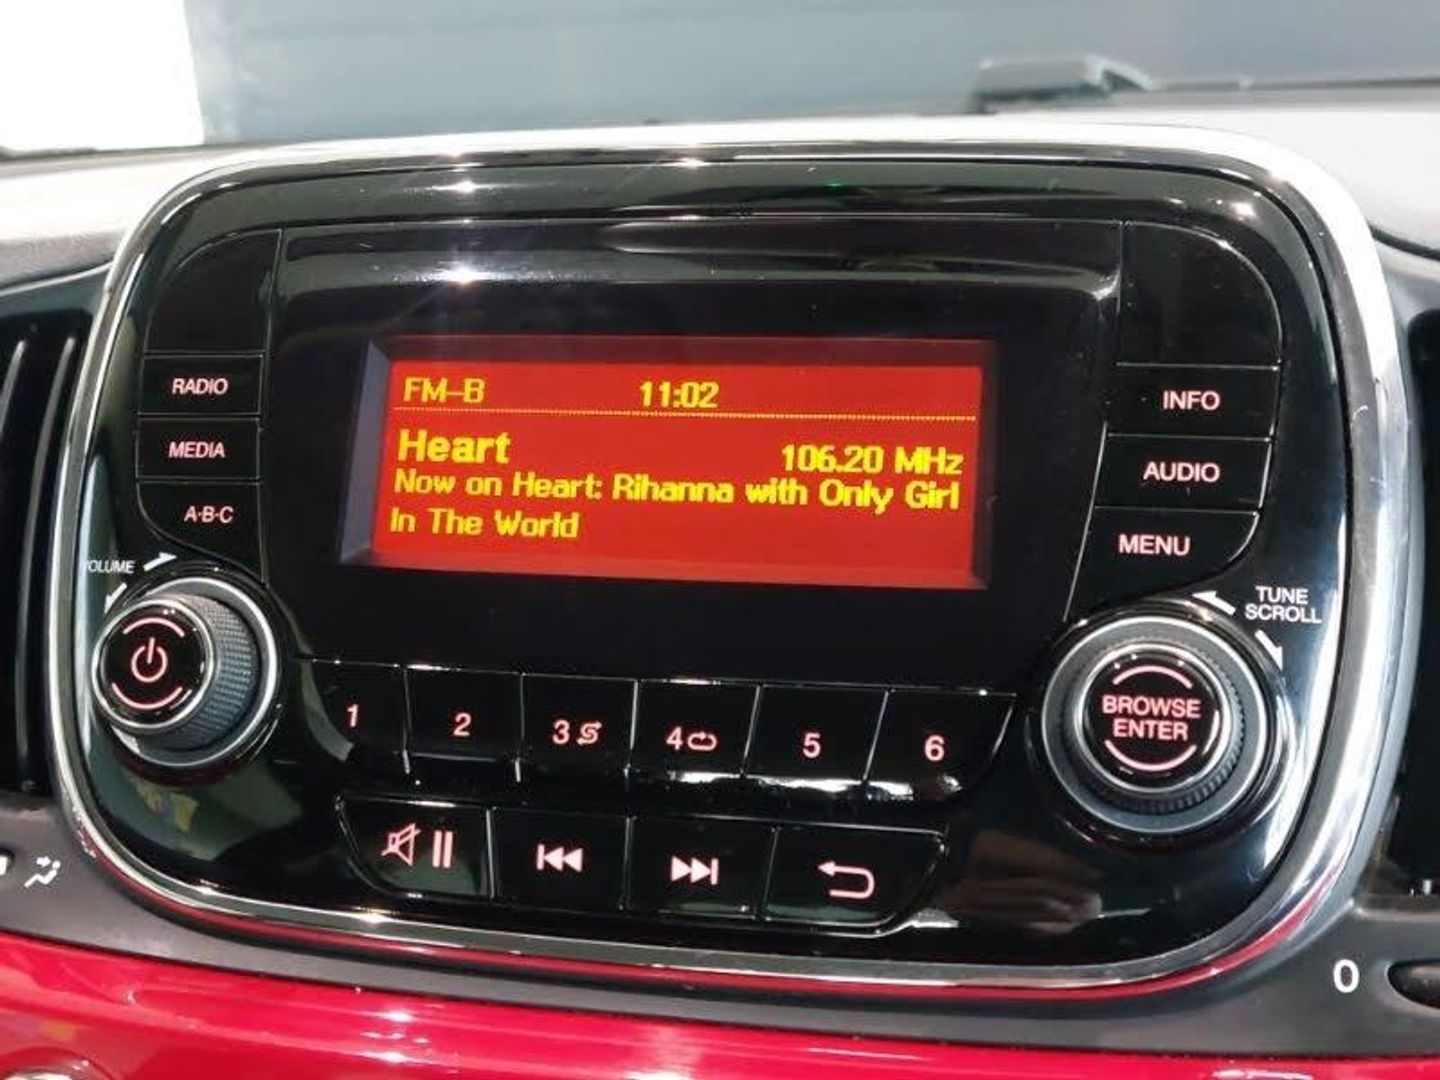 FM-B 11:02
Heart 106.20 MHz
Now on Heart: Rihanna with Only Girl
In The World
RADIO
MEDIA
A·B·C
VOLUME
INFO
AUDIO
MENU
TUNE
SCROLL
BROWSE
ENTER
1 2 3 4 5 6
0